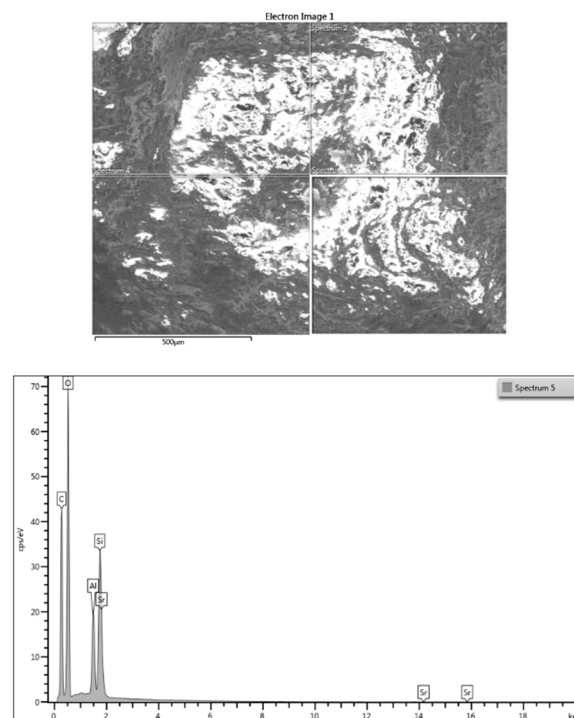 Electron Image 1
Spectrum 2
Spectrum 4
500μm
Spectrum 5
cps/eV
70
60
50
40
30
20
10
0
C
O
Al
Si
Sr
Sr
Sr
0 2 4 6 8 10 12 14 16 18